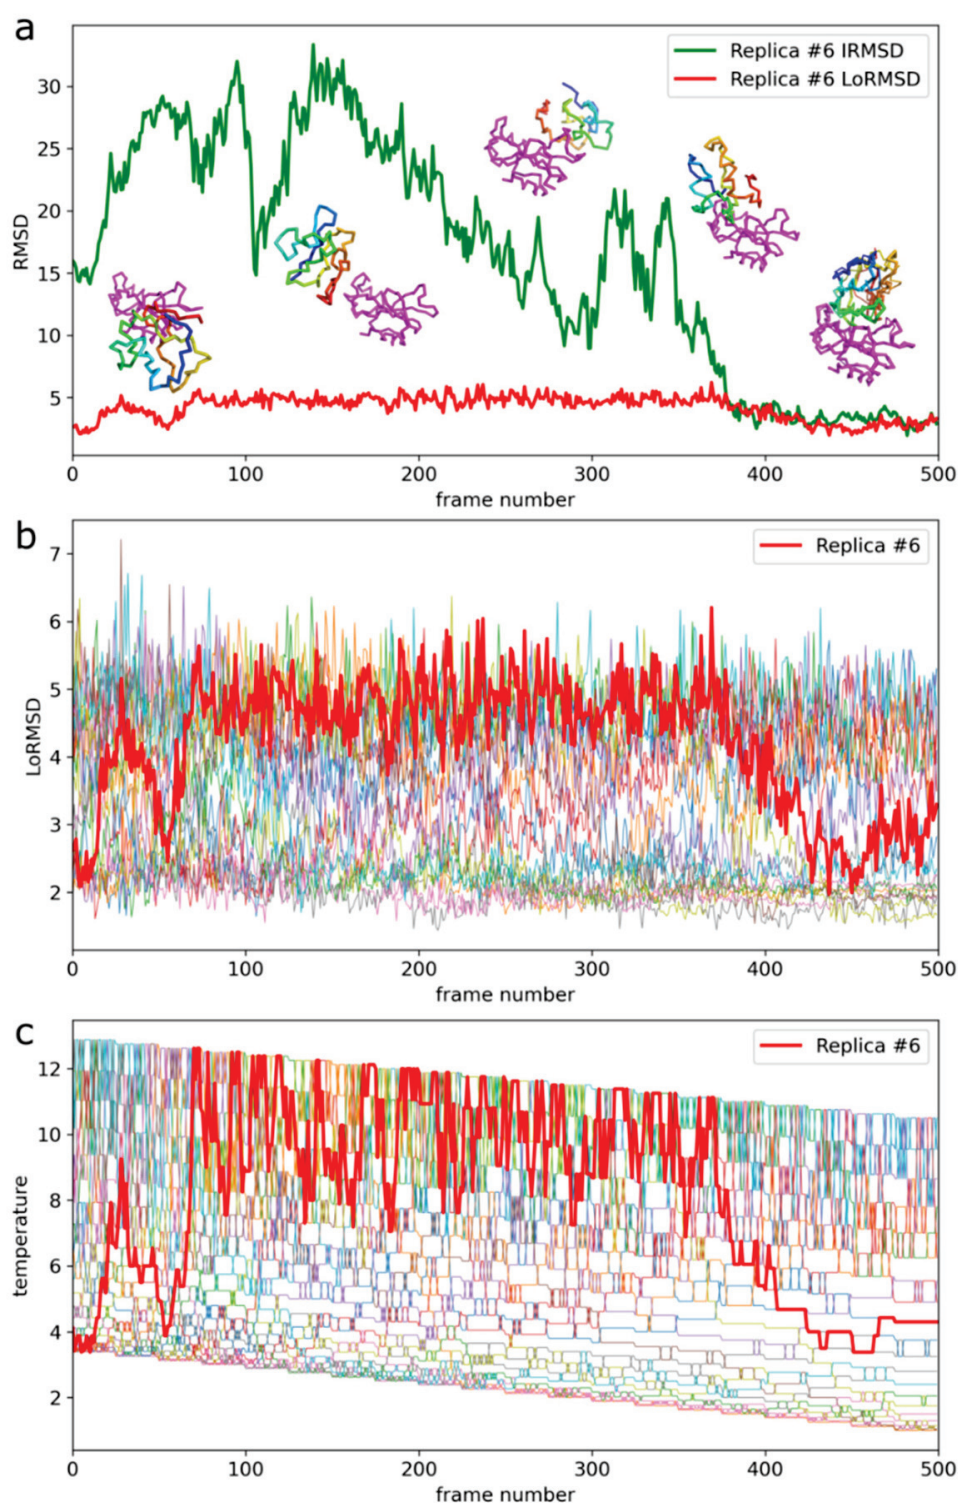 a
Replica #6 IRMSD
Replica #6 LoRMSD
RMSD
30
25
20
15
10
5
0 100 200 300 400 500
frame number
b
Replica #6
LoRMSD
7
6
5
4
3
2
0 100 200 300 400 500
frame number
c
Replica #6
temperature
12
10
8
6
4
2
0 100 200 300 400 500
frame number